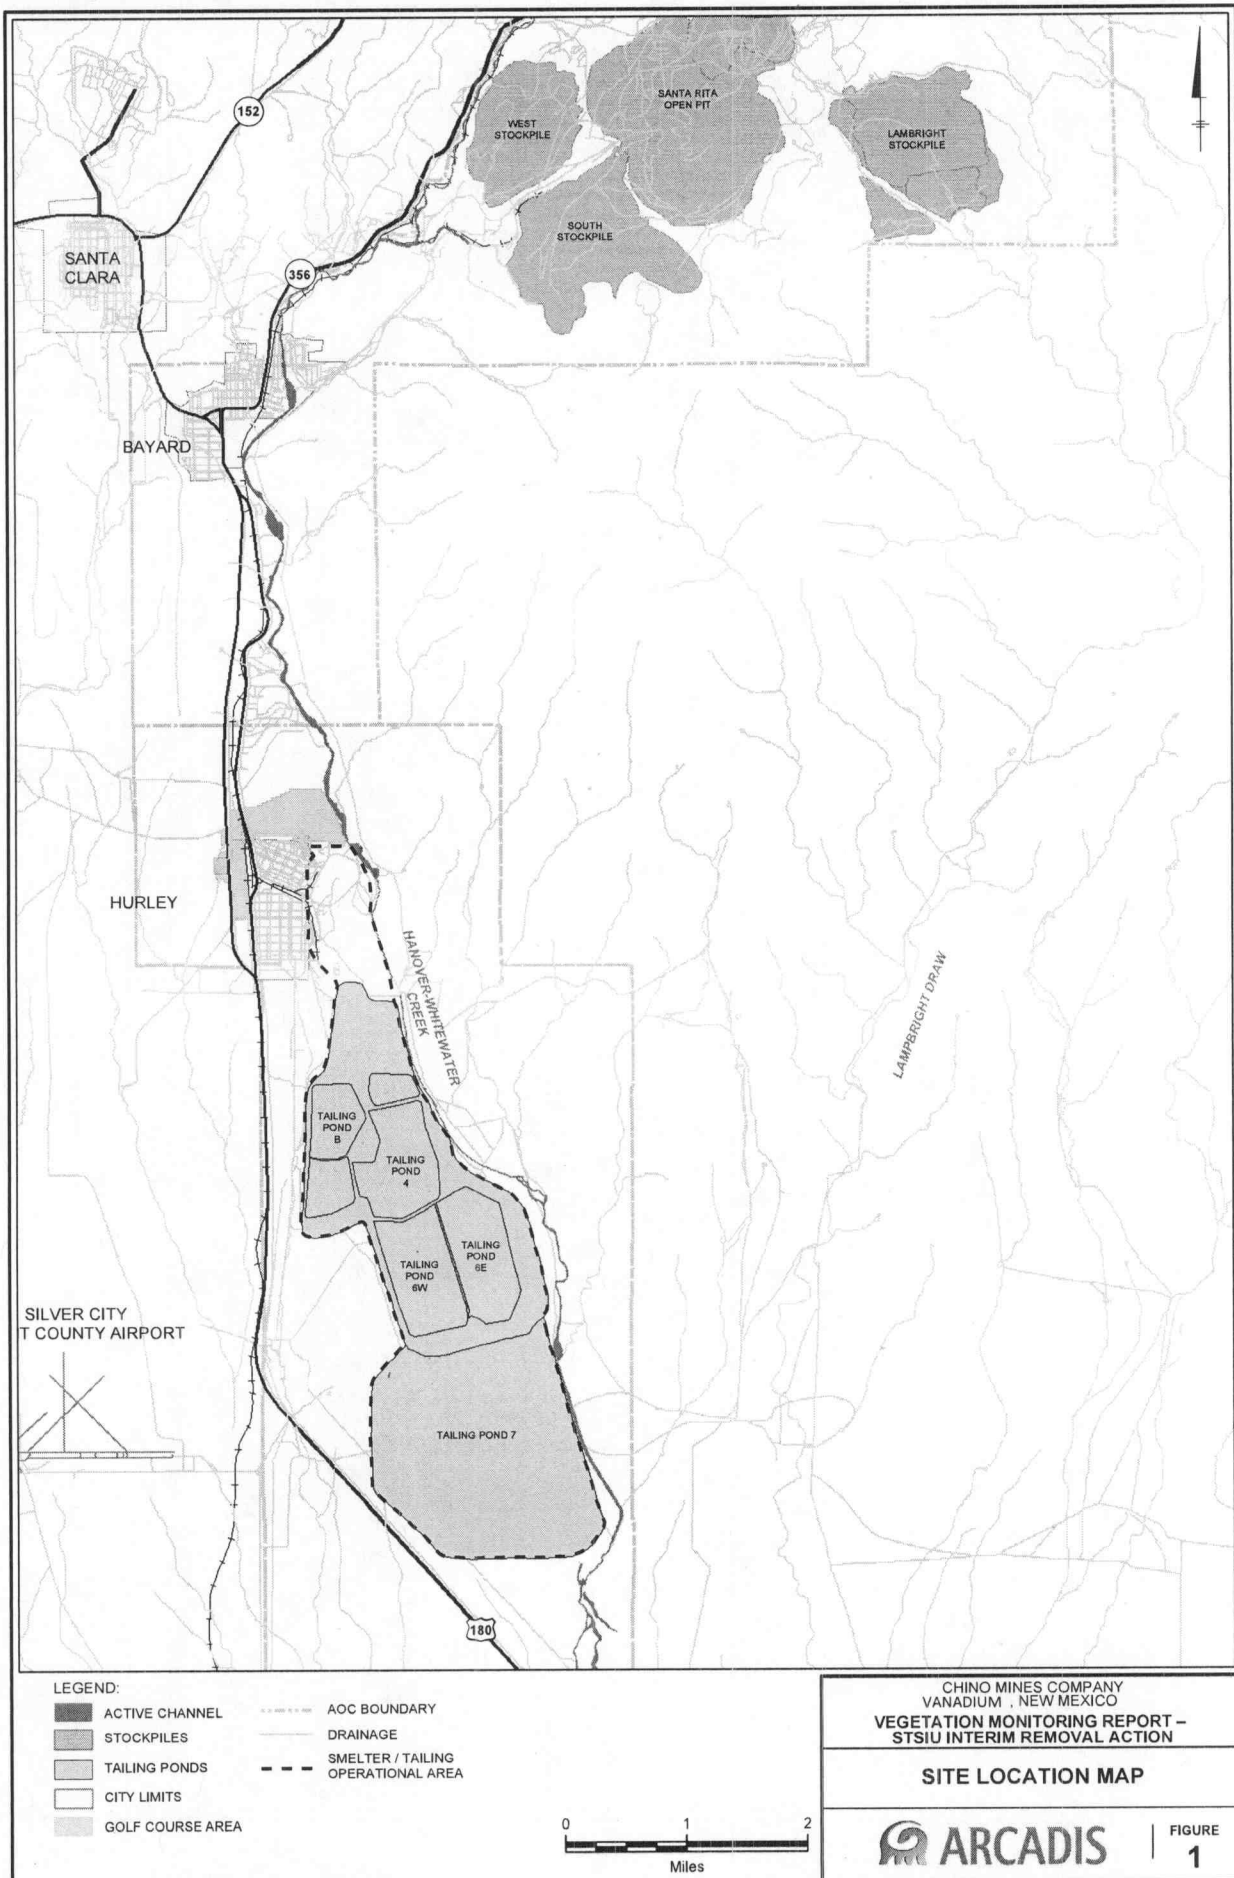 152
WEST
STOCKPILE
SANTA RITA
OPEN PIT
LAMBRIGHT
STOCKPILE
SOUTH
STOCKPILE
SANTA
CLARA
356
BAYARD
HURLEY
HANOVER-WHITEWATER
CREEK
LAMPBRIGHT DRAW
TAILING
POND
B
TAILING
POND
4
TAILING
POND
6E
TAILING
POND
6W
SILVER CITY
T COUNTY AIRPORT
TAILING POND 7
180
LEGEND:
ACTIVE CHANNEL
STOCKPILES
TAILING PONDS
CITY LIMITS
GOLF COURSE AREA
AOC BOUNDARY
DRAINAGE
SMELTER / TAILING
OPERATIONAL AREA
0 1 2
Miles
CHINO MINES COMPANY
VANADIUM , NEW MEXICO
VEGETATION MONITORING REPORT –
STSIU INTERIM REMOVAL ACTION
SITE LOCATION MAP
ARCADIS
FIGURE
1